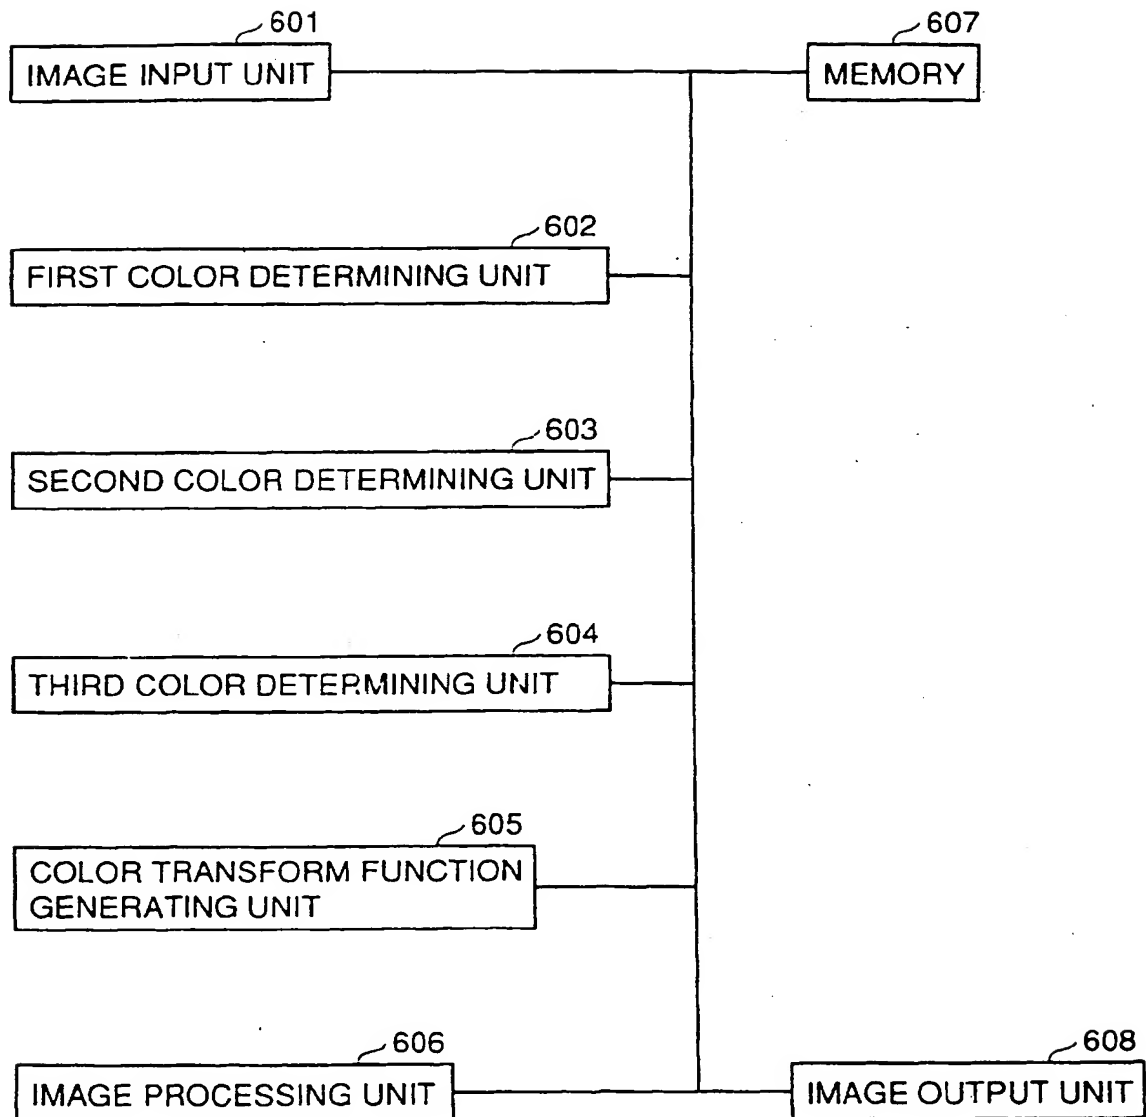 601
IMAGE INPUT UNIT
607
MEMORY
602
FIRST COLOR DETERMINING UNIT
603
SECOND COLOR DETERMINING UNIT
604
THIRD COLOR DETERMINING UNIT
605
COLOR TRANSFORM FUNCTION
GENERATING UNIT
606
IMAGE PROCESSING UNIT
608
IMAGE OUTPUT UNIT